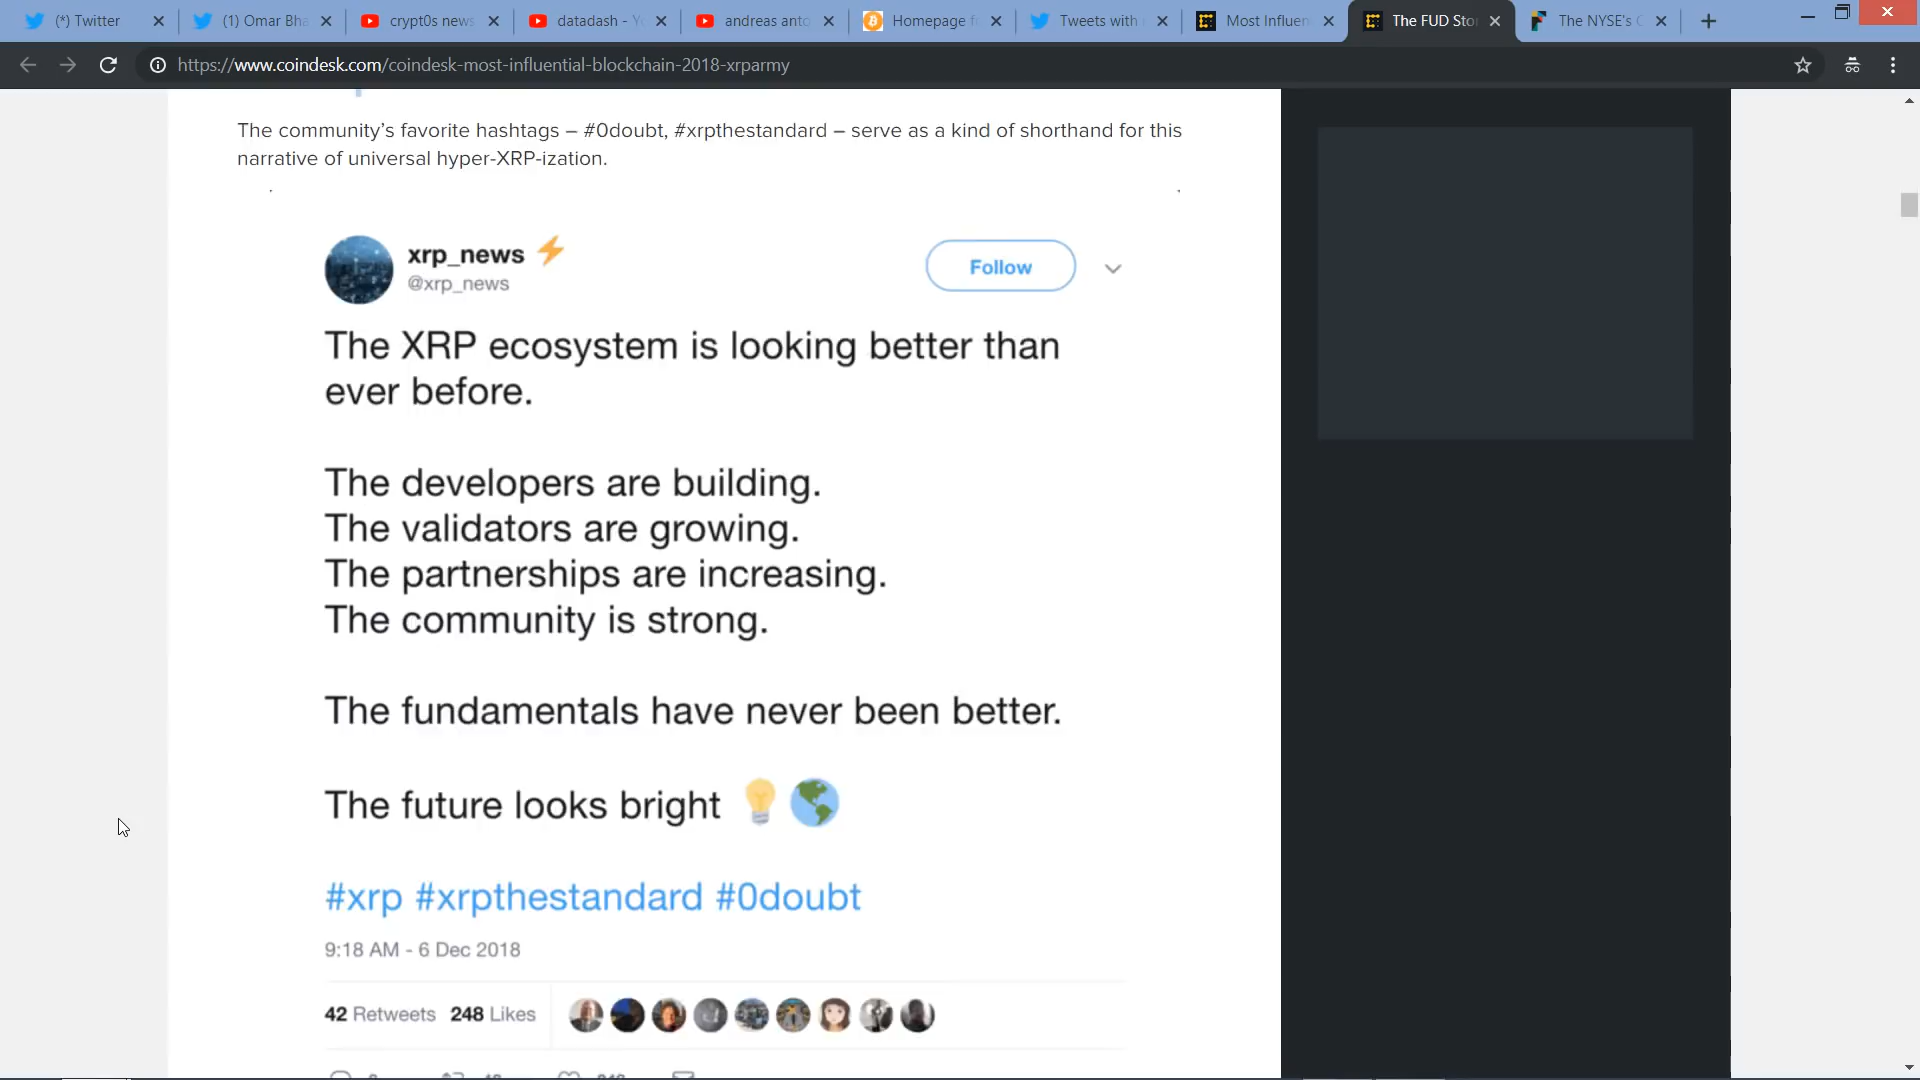 (*) Twitter
(1) Omar Bha
crypt0s news
datadash - Yo
andreas anto
Homepage f
Tweets with
Most Influen
The FUD Sto
The NYSE's
https://www.coindesk.com/coindesk-most-influential-blockchain-2018-xrparmy
The community's favorite hashtags – #0doubt, #xrpthestandard – serve as a kind of shorthand for this
narrative of universal hyper-XRP-ization.
xrp_news
@xrp_news
Follow
The XRP ecosystem is looking better than
ever before.
The developers are building.
The validators are growing.
The partnerships are increasing.
The community is strong.
The fundamentals have never been better.
The future looks bright
#xrp #xrpthestandard #0doubt
9:18 AM - 6 Dec 2018
42 Retweets 248 Likes